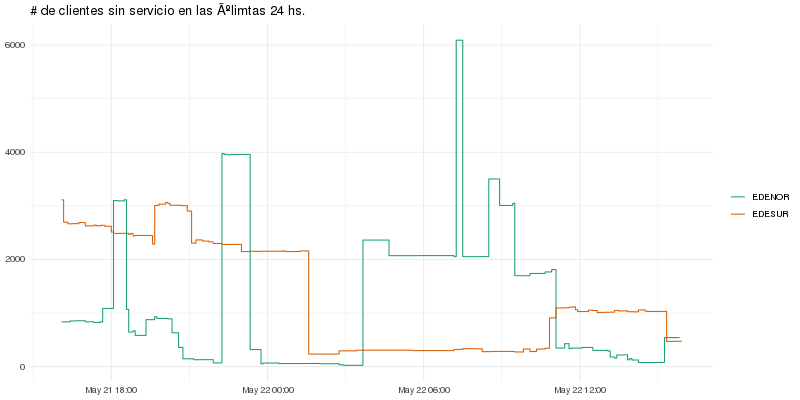 # de clientes sin servicio en las Ãºlimtas 24 hs.
6000
4000
2000
0
May 21 18:00
May 22 00:00
May 22 06:00
May 22 12:00
EDENOR
EDESUR